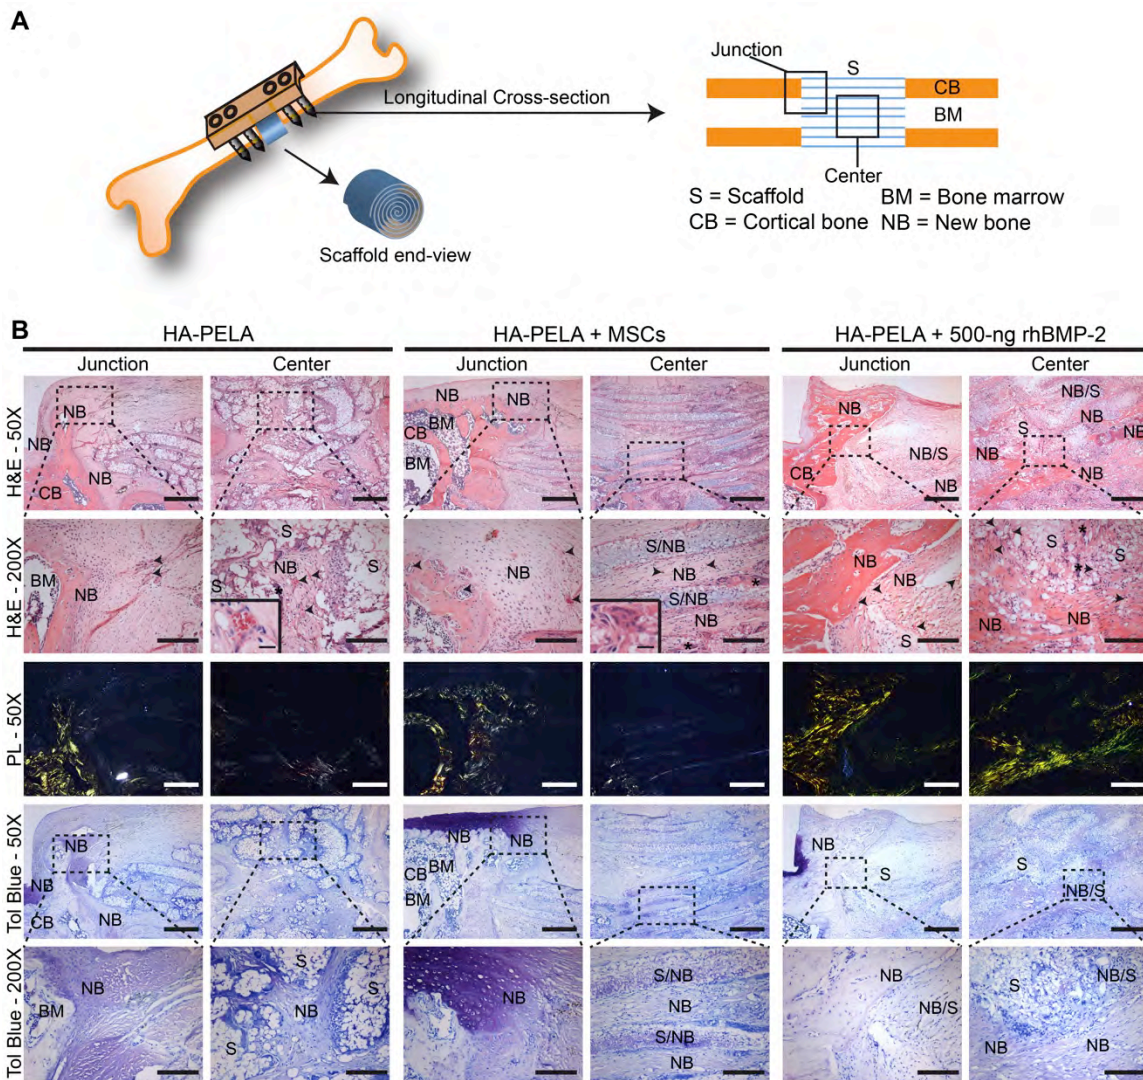 A
Longitudinal Cross-section
Scaffold end-view
Junction
S
CB
BM
Center
S = Scaffold BM = Bone marrow
CB = Cortical bone NB = New bone
B
HA-PELA HA-PELA + MSCs HA-PELA + 500-ng rhBMP-2
Junction Center Junction Center Junction Center
H&E - 50X
NB
NB
NB
CB
NB
NB
BM
CB
BM
NB
CB
NB/S
NB
NB/S
NB
S
NB
NB
H&E - 200X
BM
NB
S
NB
S
S
*
NB
S/NB
NB
*
S/NB
*
NB
NB
S
*
S
S
*
NB
NB
PL - 50X
Tol Blue - 50X
NB
NB
CB
NB
NB
NB
CB
BM
BM
NB
S
S
NB/S
Tol Blue - 200X
NB
BM
S
S
NB
S
NB
S/NB
NB
S/NB
NB
NB
NB/S
NB/S
S
NB
NB